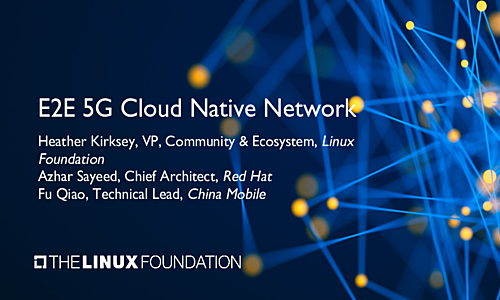 E2E 5G Cloud Native Network
Heather Kirksey, VP, Community & Ecosystem, Linux
Foundation
Azhar Sayeed, Chief Architect, Red Hat
Fu Qiao, Technical Lead, China Mobile
THE LINUX FOUNDATION